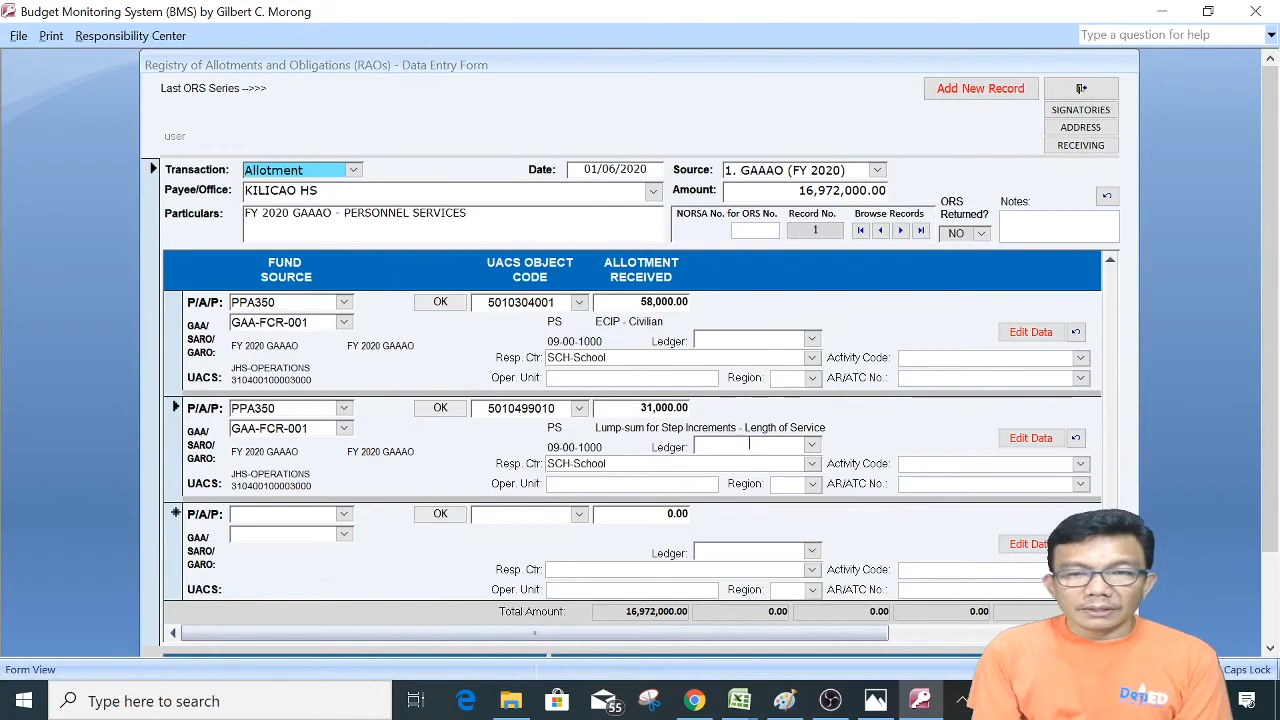 Budget Monitoring System (BMS) by Gilbert C. Morong
File Print Responsibility Center
Type a question for help
Registry of Allotments and Obligations (RAOs) - Data Entry Form
Last ORS Series -->>>
Add New Record
SIGNATORIES
user
ADDRESS
RECEIVING
Transaction: Allotment Date: 01/06/2020 Source: 1. GAAAO (FY 2020)
Payee/Office: KILICAO HS Amount: 16,972,000.00
Particulars: FY 2020 GAAAO - PERSONNEL SERVICES
NORSA No. for ORS No. Record No. Browse Records
1
ORS
Returned?
NO
Notes:
FUND
SOURCE
UACS OBJECT
CODE
ALLOTMENT
RECEIVED
P/A/P: PPA350 OK 5010304001 58,000.00
GAA/
SARO/
GARO:
GAA-FCR-001 PS ECIP - Civilian
FY 2020 GAAAO FY 2020 GAAAO 09-00-1000 Ledger: Edit Data
JHS-OPERATIONS Resp. Ctr: SCH-School Activity Code:
UACS: 310400100003000 Oper. Unit: Region: AR/ATC No.:
P/A/P: PPA350 OK 5010499010 31,000.00
GAA/
SARO/
GARO:
GAA-FCR-001 PS Lump-sum for Step Increments - Length of Service
FY 2020 GAAAO FY 2020 GAAAO 09-00-1000 Ledger: Edit Data
JHS-OPERATIONS Resp. Ctr: SCH-School Activity Code:
UACS: 310400100003000 Oper. Unit: Region: AR/ATC No.:
P/A/P: OK 0.00
GAA/
SARO/
GARO:
Ledger: Edit Data
Resp. Ctr: Activity Code:
UACS: Oper. Unit: Region: AR/ATC No.:
Total Amount: 16,972,000.00 0.00 0.00 0.00
Form View
Caps Lock
Type here to search
55
DepED